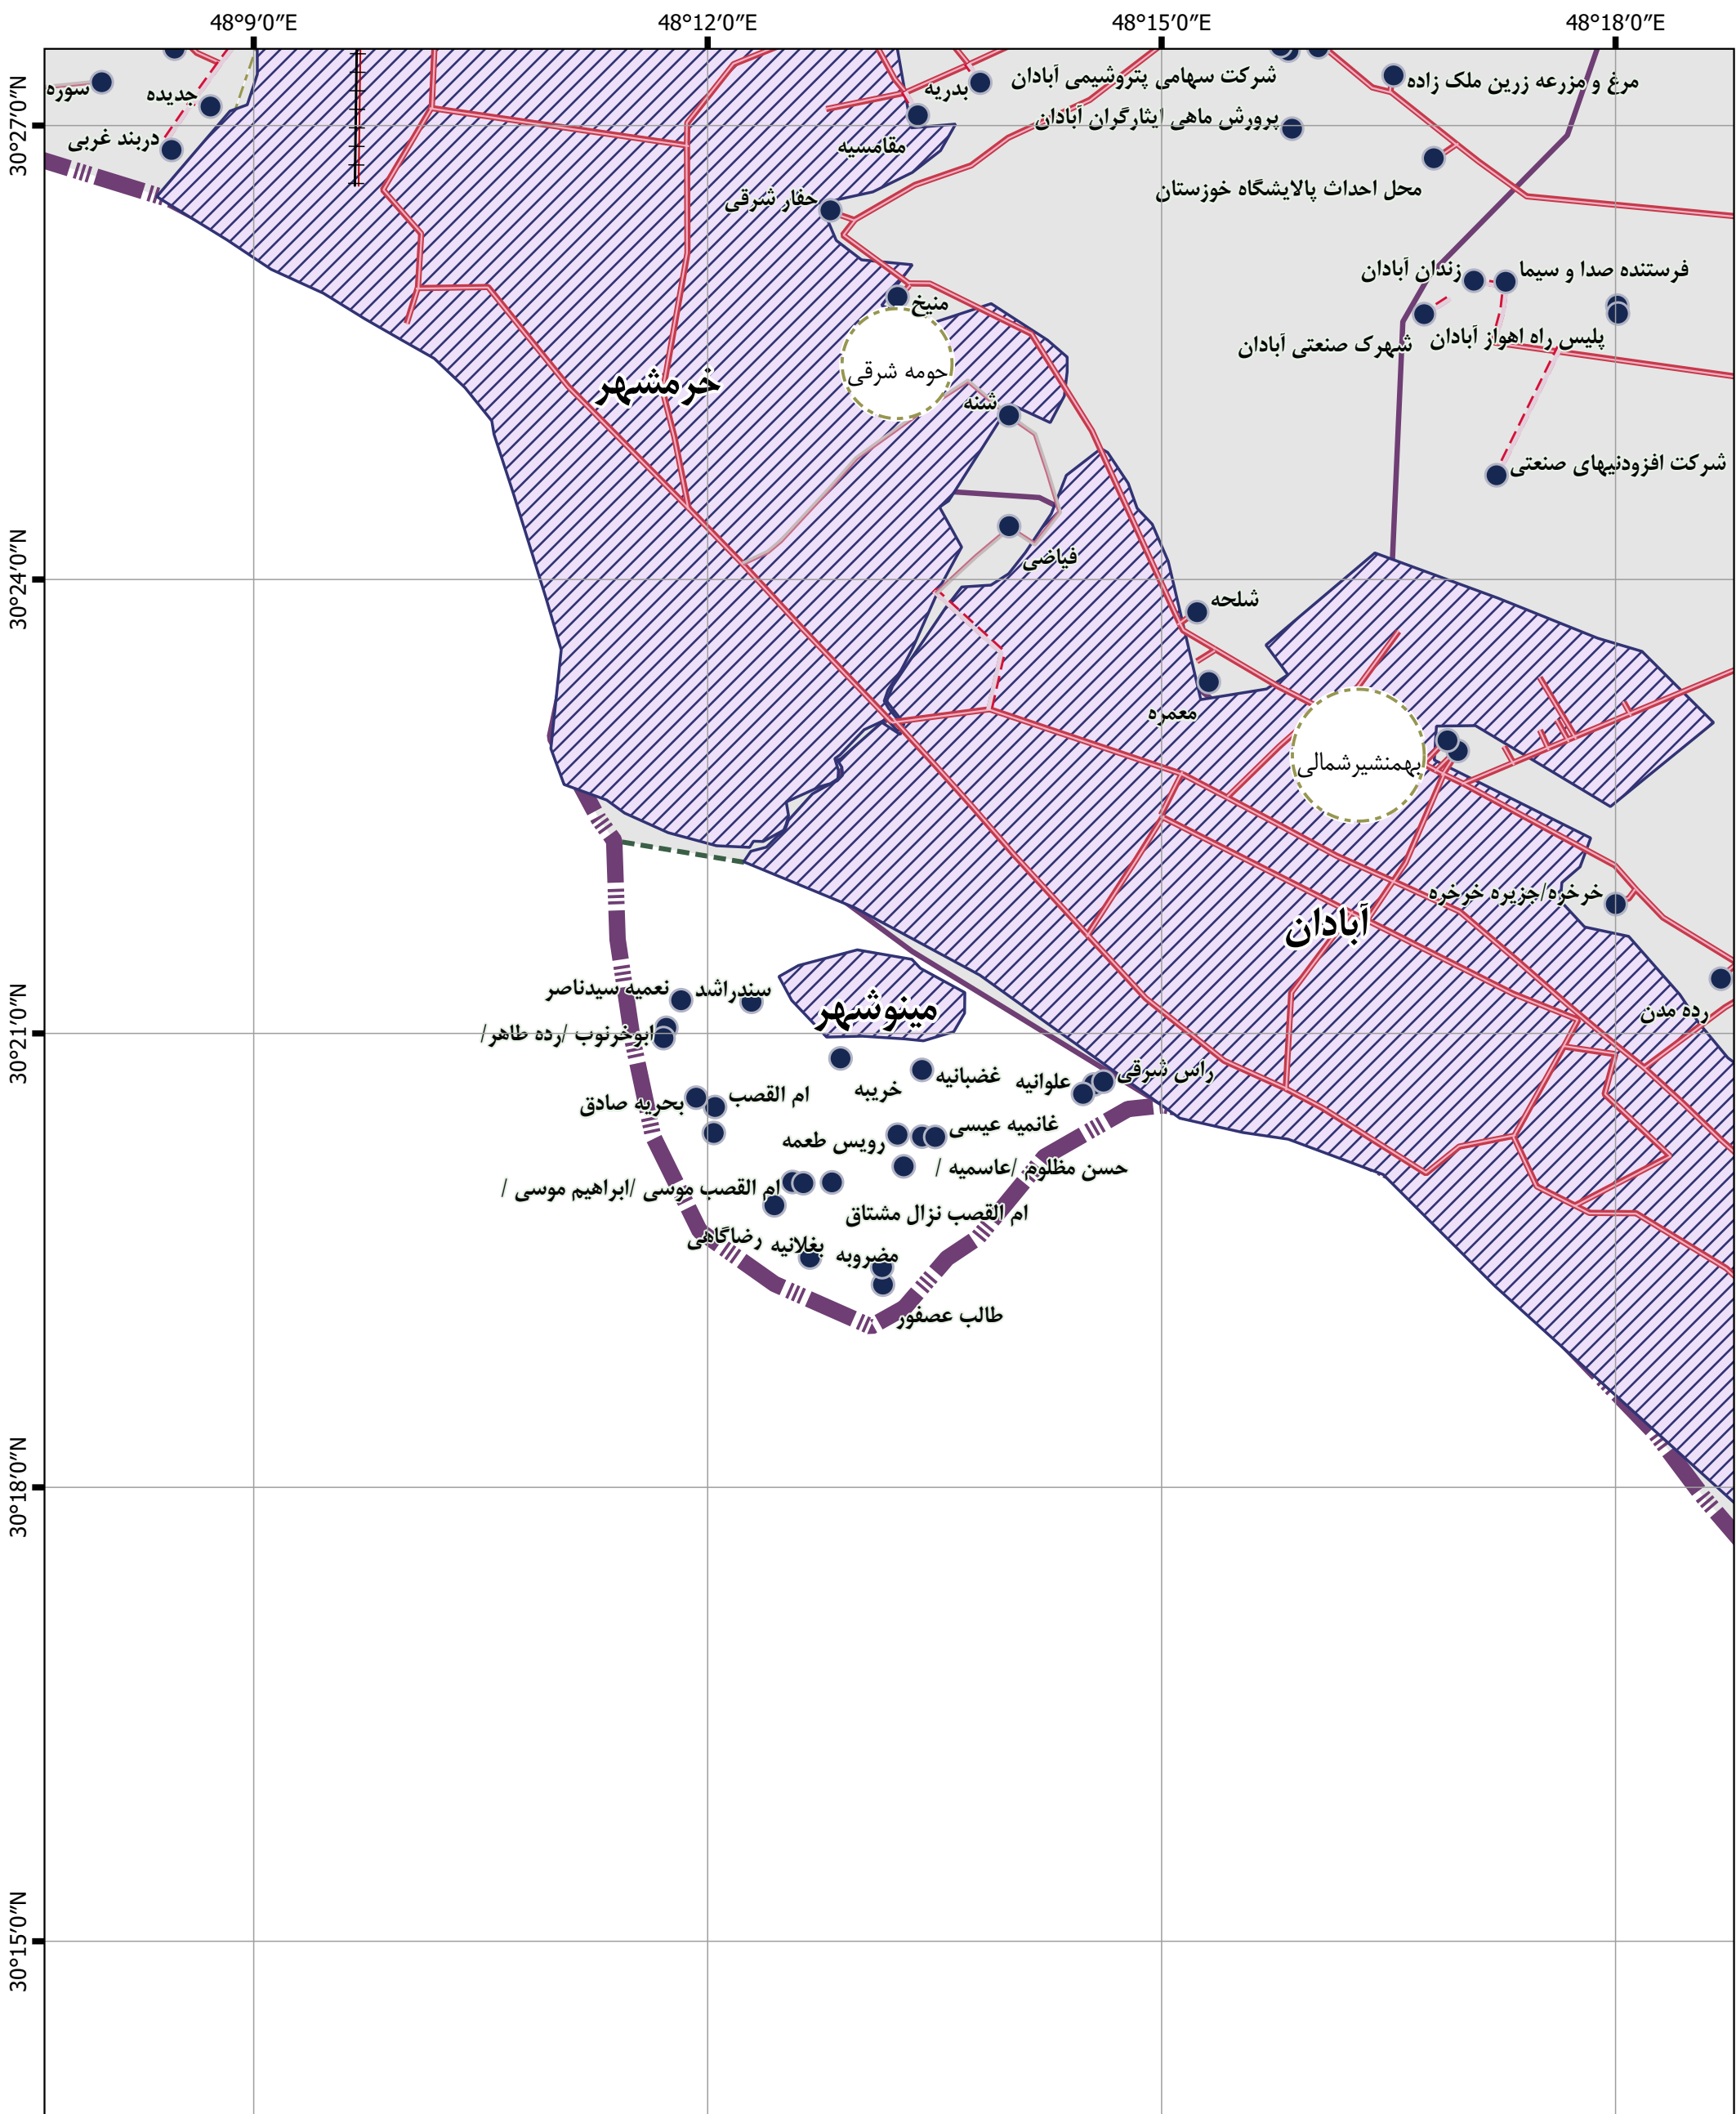 48°9′0″E
48°12′0″E
48°15′0″E
48°18′0″E
30°27′0″N
30°24′0″N
30°21′0″N
30°18′0″N
30°15′0″N
سوره
جدیده
دربند غربی
بدریه
شرکت سهامی پتروشیمی آبادان
مرغ و مزرعه زرین ملک زاده
مقامسیه
پرورش ماهی ایثارگران آبادان
محل احداث پالایشگاه خوزستان
حفار شرقی
منیخ
زندان آبادان
فرستنده صدا و سیما
شهرک صنعتی آبادان
پلیس راه اهواز آبادان
خرمشهر
حومه شرقی
شنه
شرکت افزودنیهای صنعتی
فیاضی
شلحه
معمره
بهمنشیرشمالی
خرخره/جزیره خرخره
آبادان
رده مدن
نعمیه سیدناصر
سندراشد
مینوشهر
ابوخرنوب /رده طاهر/
خریبه
غضبانیه
علوانیه
راس شرقی
بحریه صادق
ام القصب
رویس طعمه
غانمیه عیسی
حسن مظلوم /عاسمیه /
ام القصب موسی /ابراهیم موسی /
ام القصب نزال مشتاق
رضاگاهی
بغلانیه
مضروبه
طالب عصفور